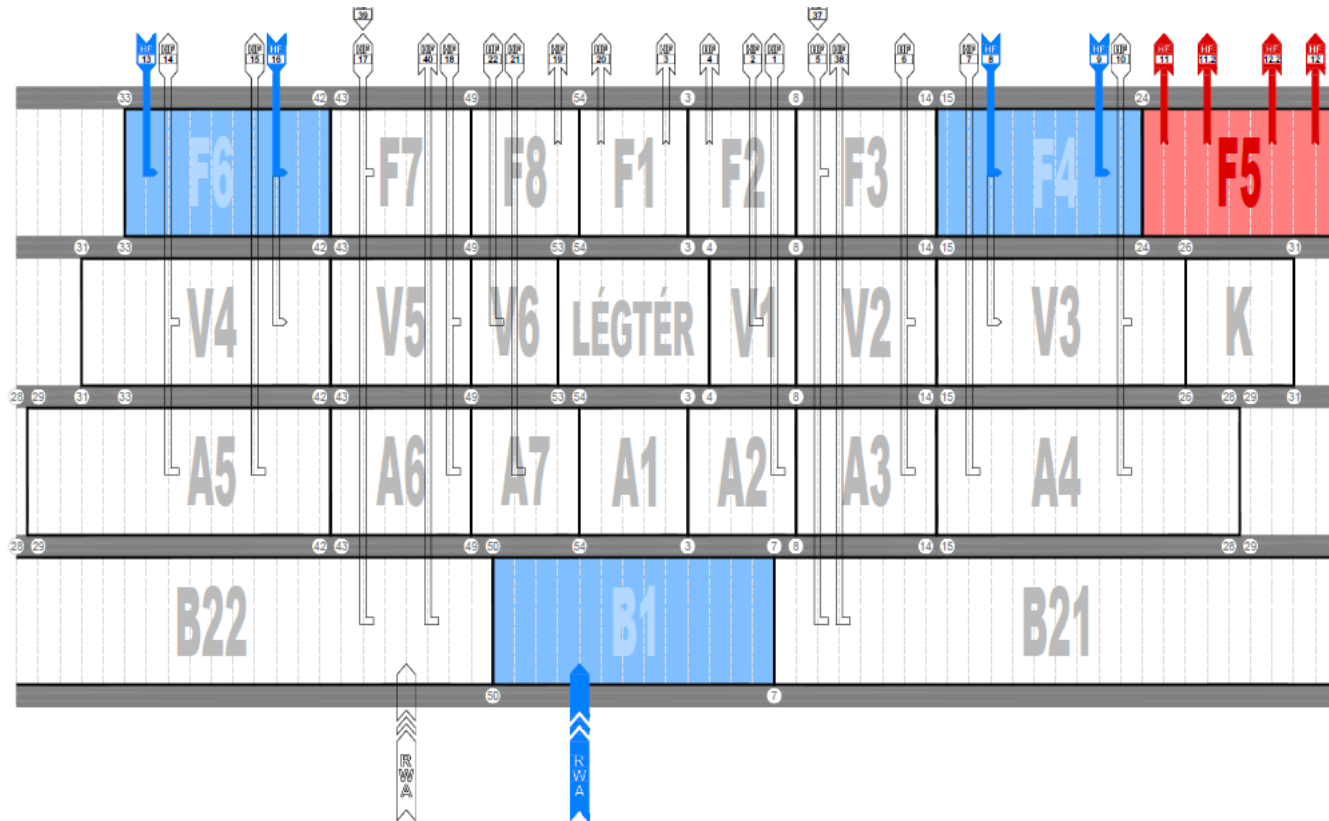 39 37
HF 13 HF 14 HF 15 HF 16 HF 17 HF 40 HF 18 HF 22 HF 21 HF 19 HF 20 HF 3 HF 4 HF 2 HF 1 HF 5 HF 38 HF 6 HF 7 HF 8 HF 9 HF 10 HF 11 HF 11.2 HF 12.2 HF 12
33 42 43 49 54 3 8 14 15 24
F6 F7 F8 F1 F2 F3 F4 F5
31 33 42 43 49 53 54 3 4 8 14 15 24 26 31
V4 V5 V6 LÉGTÉR V1 V2 V3 K
28 29 31 33 42 43 49 53 54 3 4 8 14 15 26 28 29 31
A5 A6 A7 A1 A2 A3 A4
28 29 42 43 49 50 54 3 7 8 14 15 28 29
B22 B1 B21
50 7
RWA RWA